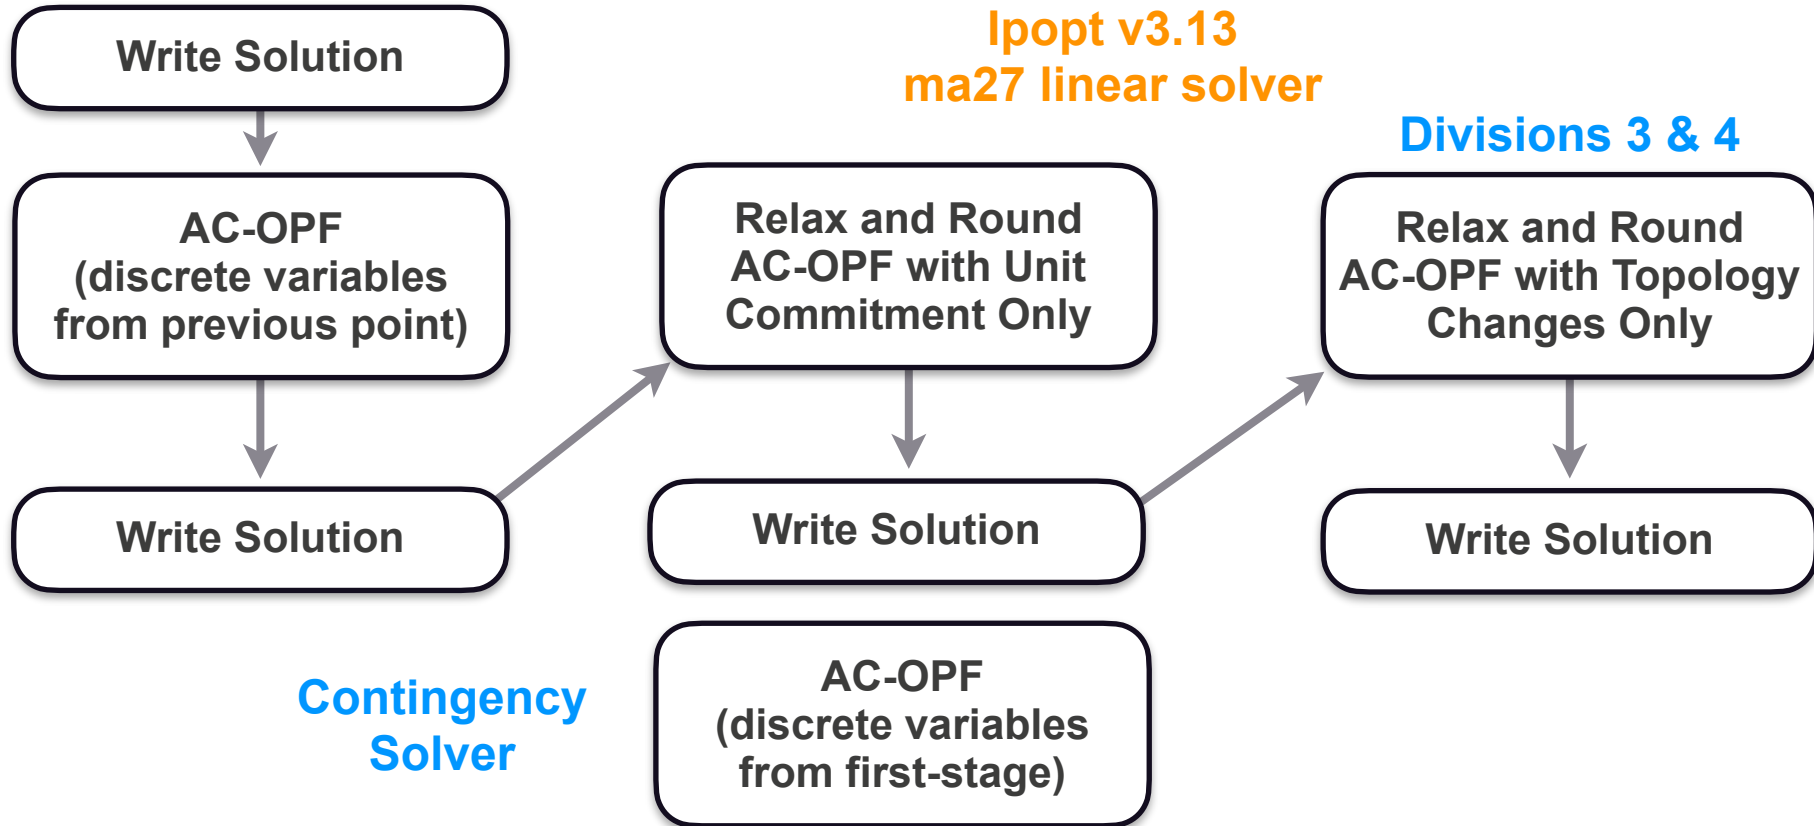 Write Solution
AC-OPF
(discrete variables
from previous point)
Write Solution
Ipopt v3.13
ma27 linear solver
Relax and Round
AC-OPF with Unit
Commitment Only
Write Solution
Divisions 3 & 4
Relax and Round
AC-OPF with Topology
Changes Only
Write Solution
Contingency
Solver
AC-OPF
(discrete variables
from first-stage)